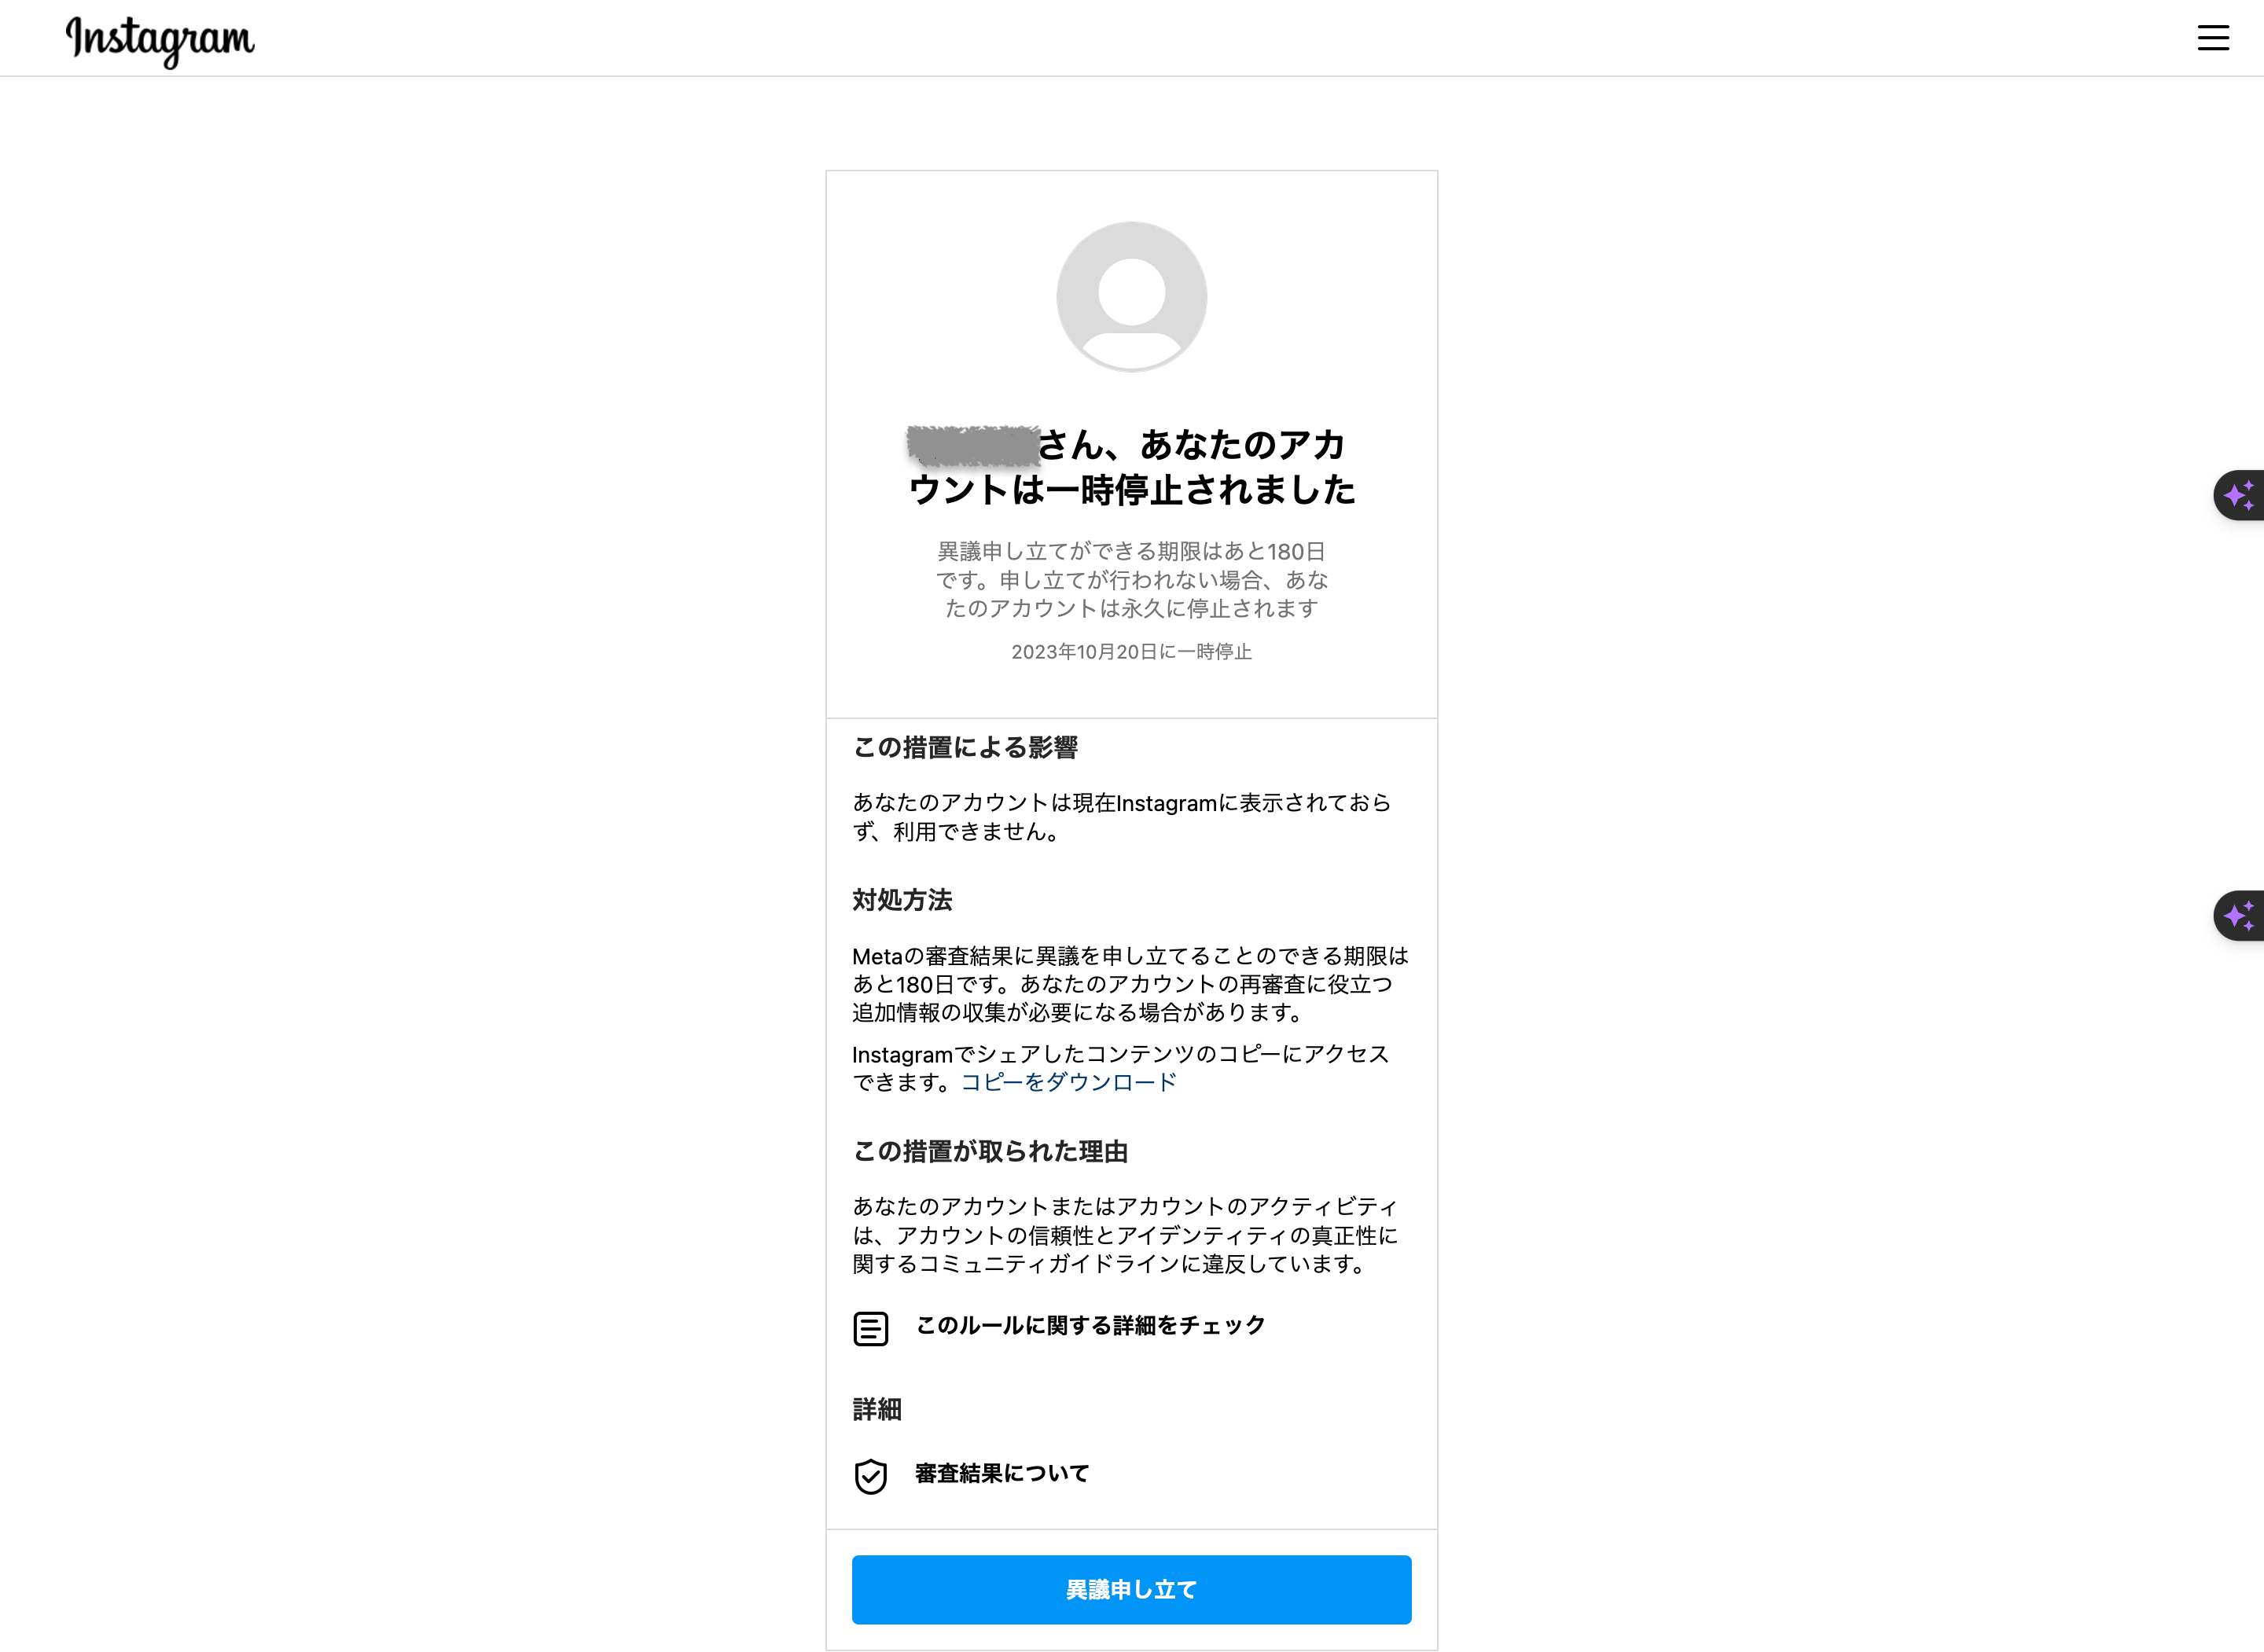 Instagram
さん、あなたのアカ
ウントは一時停止されました
異議申し立てができる期限はあと180日
です。申し立てが行われない場合、あな
たのアカウントは永久に停止されます
2023年10月20日に一時停止
この措置による影響
あなたのアカウントは現在Instagramに表示されておら
ず、利用できません。
対処方法
Metaの審査結果に異議を申し立てることのできる期限は
あと180日です。あなたのアカウントの再審査に役立つ
追加情報の収集が必要になる場合があります。
Instagramでシェアしたコンテンツのコピーにアクセス
できます。コピーをダウンロード
この措置が取られた理由
あなたのアカウントまたはアカウントのアクティビティ
は、アカウントの信頼性とアイデンティティの真正性に
関するコミュニティガイドラインに違反しています。
このルールに関する詳細をチェック
詳細
審査結果について
異議申し立て